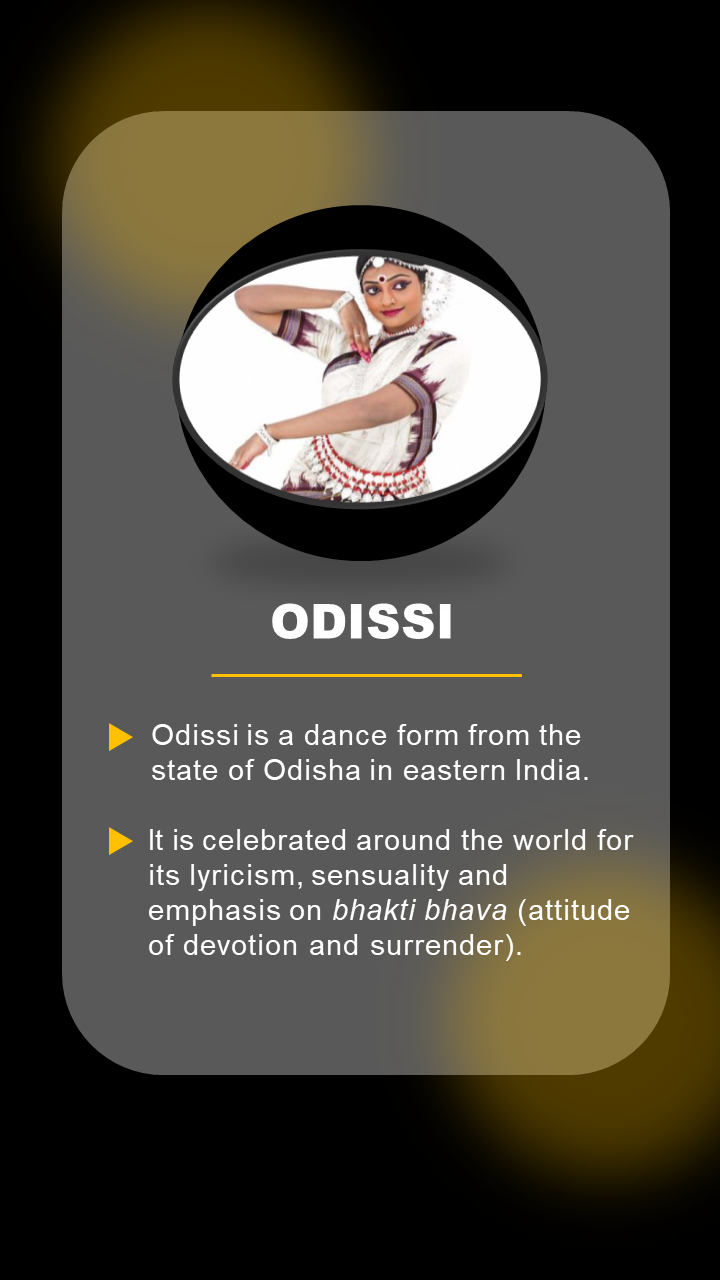 ODISSI
Odissi is a dance form from the
state of Odisha in eastern India.
It is celebrated around the world for
its lyricism, sensuality and
emphasis on bhakti bhava (attitude
of devotion and surrender).